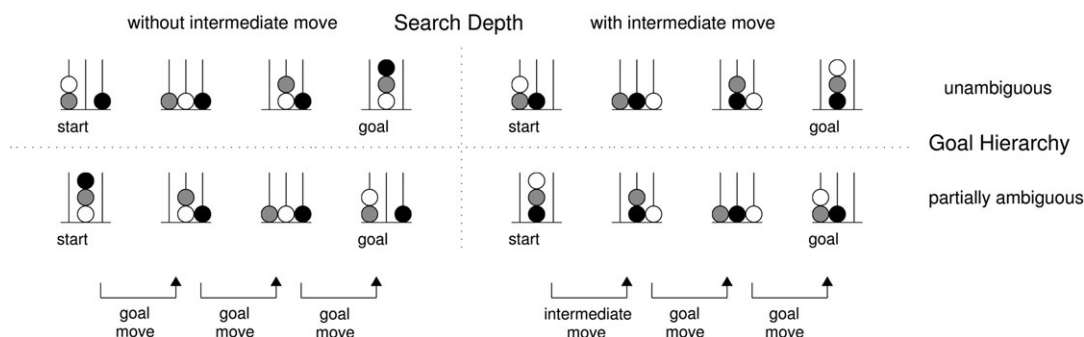 without intermediate move Search Depth with intermediate move
unambiguous
start goal start goal
Goal Hierarchy
partially ambiguous
start goal start goal
goal move goal move goal move intermediate move goal move goal move